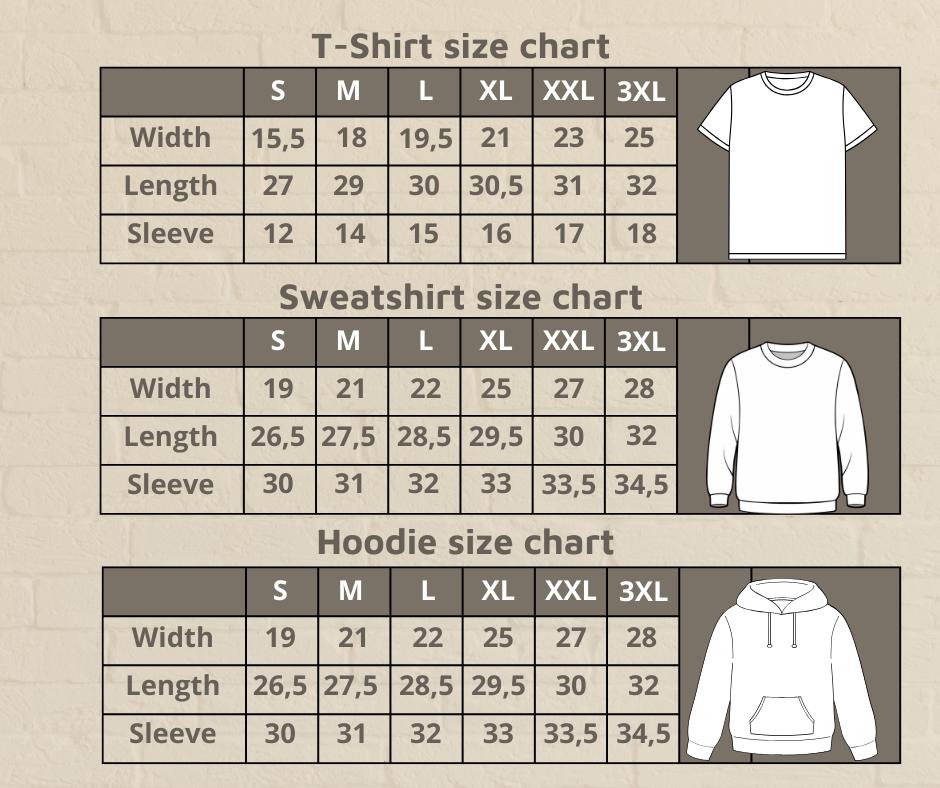 T-Shirt size chart
S M L XL XXL 3XL
Width 15,5 18 19,5 21 23 25
Length 27 29 30 30,5 31 32
Sleeve 12 14 15 16 17 18
Sweatshirt size chart
S M L XL XXL 3XL
Width 19 21 22 25 27 28
Length 26,5 27,5 28,5 29,5 30 32
Sleeve 30 31 32 33 33,5 34,5
Hoodie size chart
S M L XL XXL 3XL
Width 19 21 22 25 27 28
Length 26,5 27,5 28,5 29,5 30 32
Sleeve 30 31 32 33 33,5 34,5